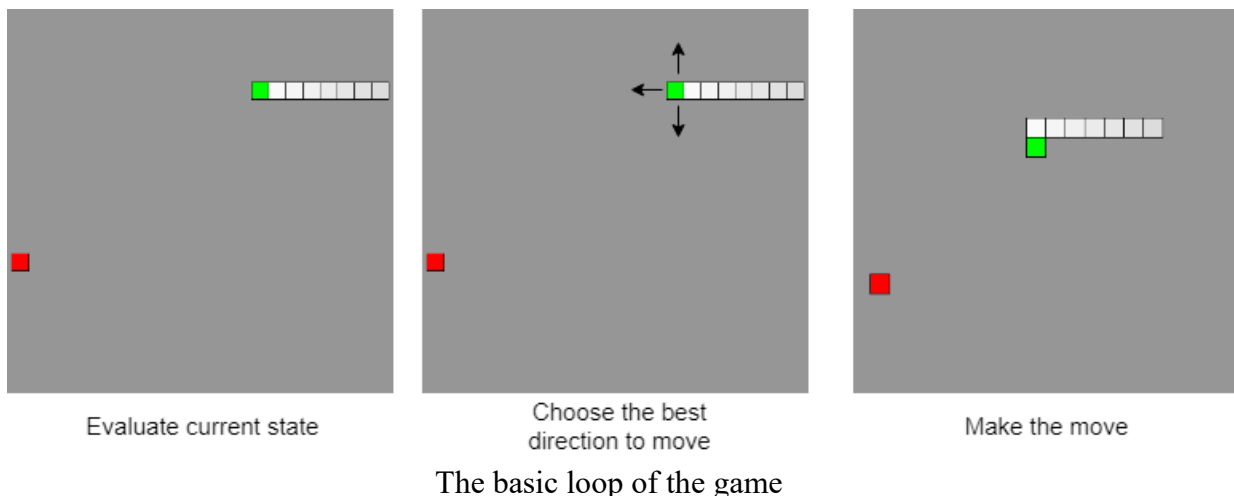 Evaluate current state
Choose the best
direction to move
Make the move
The basic loop of the game